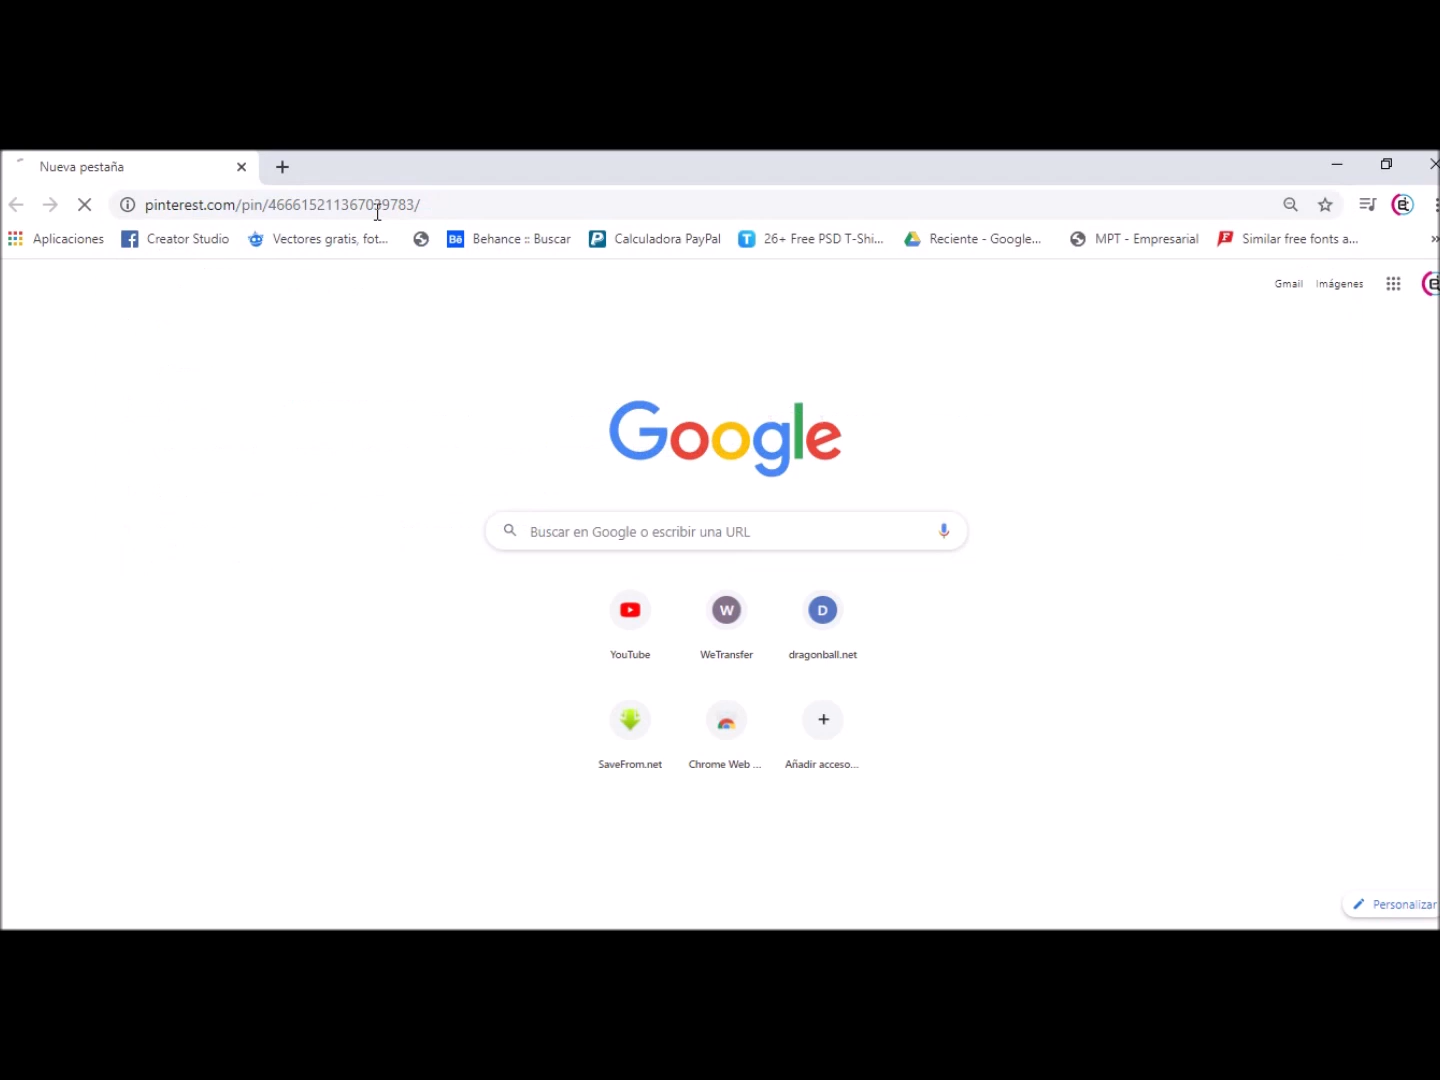 Nueva pestaña
pinterest.com/pin/466615211367039783/
Aplicaciones Creator Studio Vectores gratis, fot... Behance :: Buscar Calculadora PayPal 26+ Free PSD T-Shi... Reciente - Google... MPT - Empresarial Similar free fonts a...
Gmail Imágenes
Google
Buscar en Google o escribir una URL
W D
YouTube WeTransfer dragonball.net
SaveFrom.net Chrome Web ... Añadir acceso...
Personalizar